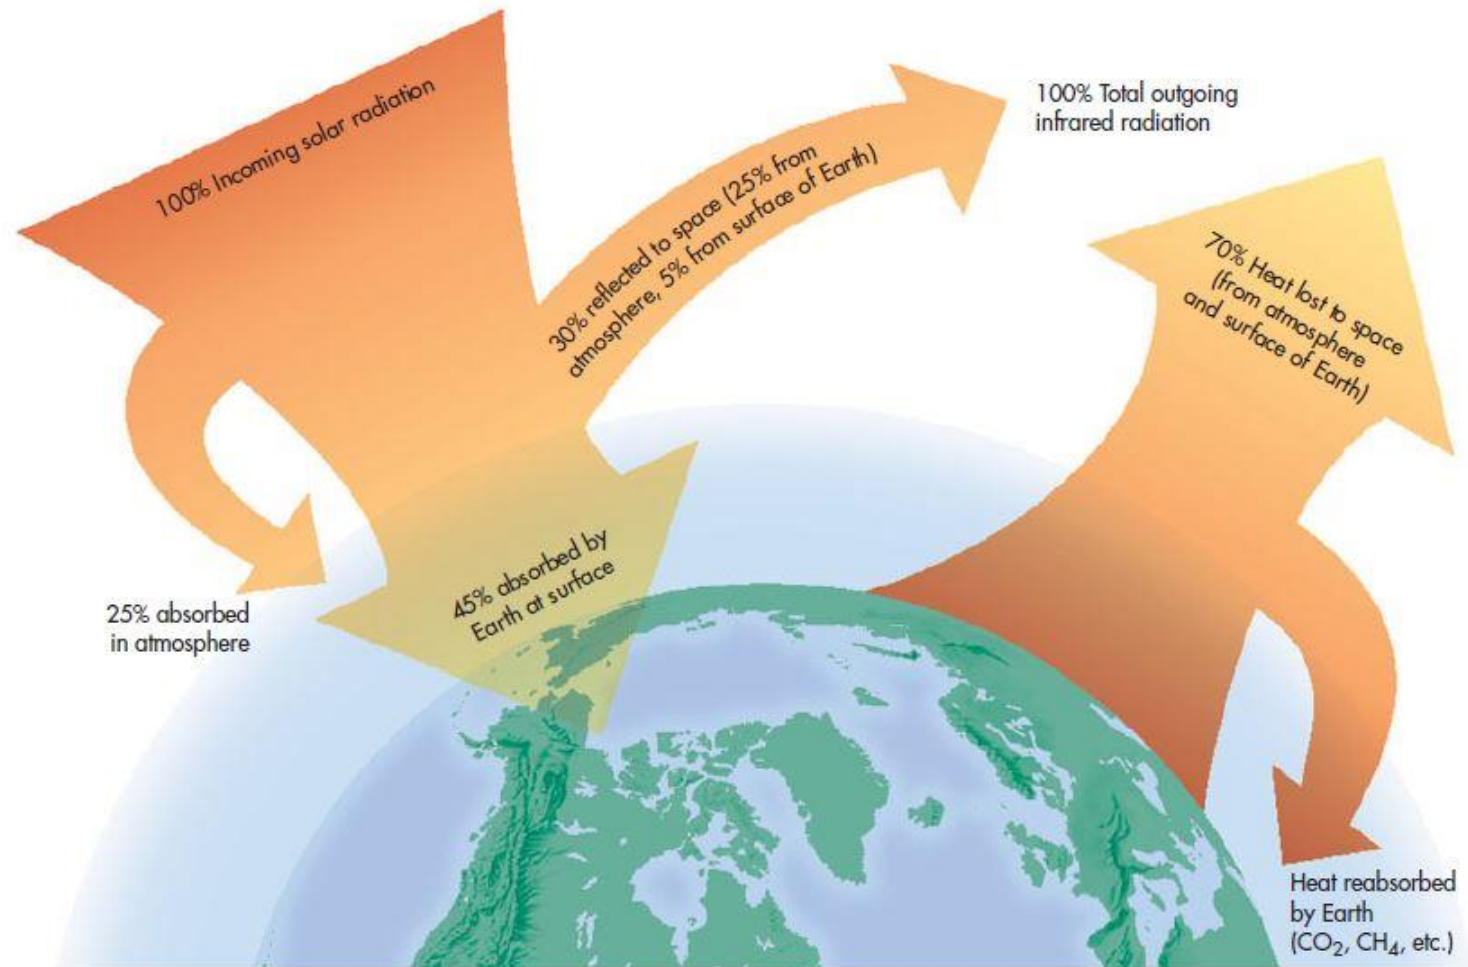 100% Incoming solar radiation
30% reflected to space (25% from
atmosphere, 5% from surface of Earth)
100% Total outgoing
infrared radiation
70% Heat lost to space
(from atmosphere
and surface of Earth)
25% absorbed
in atmosphere
45% absorbed by
Earth at surface
Heat reabsorbed
by Earth
(CO₂, CH₄, etc.)